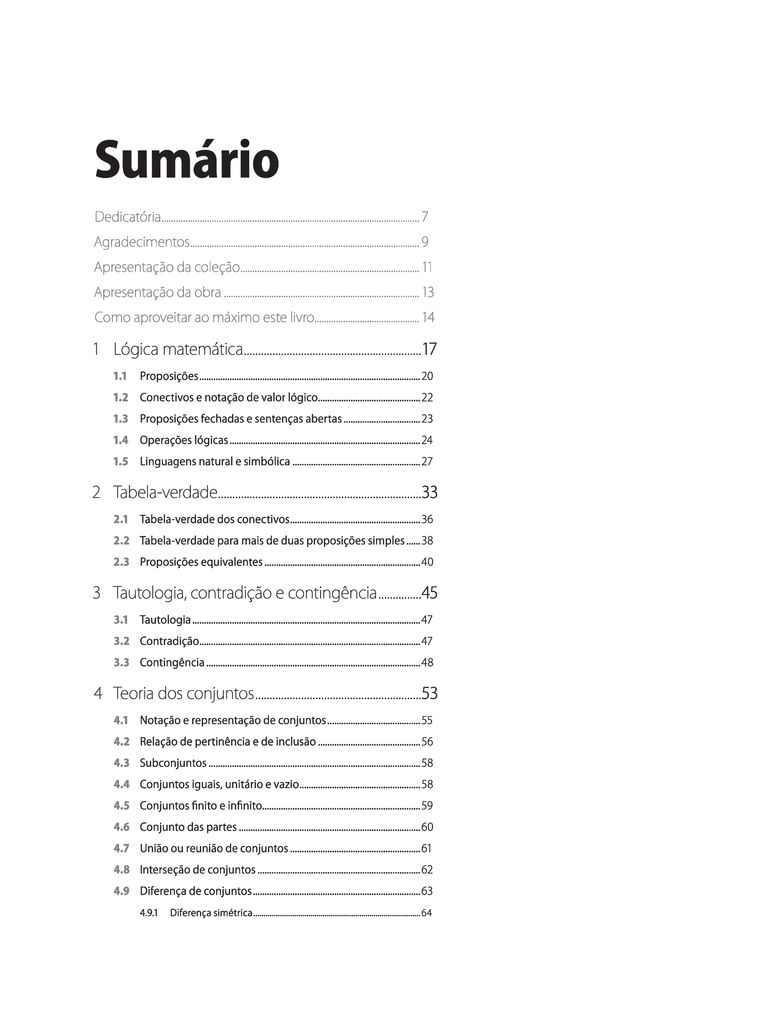 Sumário
Dedicatória 7
Agradecimentos 9
Apresentação da coleção 11
Apresentação da obra 13
Como aproveitar ao máximo este livro 14
1 Lógica matemática 17
1.1 Proposições 20
1.2 Conectivos e notação de valor lógico 22
1.3 Proposições fechadas e sentenças abertas 23
1.4 Operações lógicas 24
1.5 Linguagens natural e simbólica 27
2 Tabela-verdade 33
2.1 Tabela-verdade dos conectivos 36
2.2 Tabela-verdade para mais de duas proposições simples 38
2.3 Proposições equivalentes 40
3 Tautologia, contradição e contingência 45
3.1 Tautologia 47
3.2 Contradição 47
3.3 Contingência 48
4 Teoria dos conjuntos 53
4.1 Notação e representação de conjuntos 55
4.2 Relação de pertinência e de inclusão 56
4.3 Subconjuntos 58
4.4 Conjuntos iguais, unitário e vazio 58
4.5 Conjuntos finito e infinito 59
4.6 Conjunto das partes 60
4.7 União ou reunião de conjuntos 61
4.8 Interseção de conjuntos 62
4.9 Diferença de conjuntos 63
4.9.1 Diferença simétrica 64